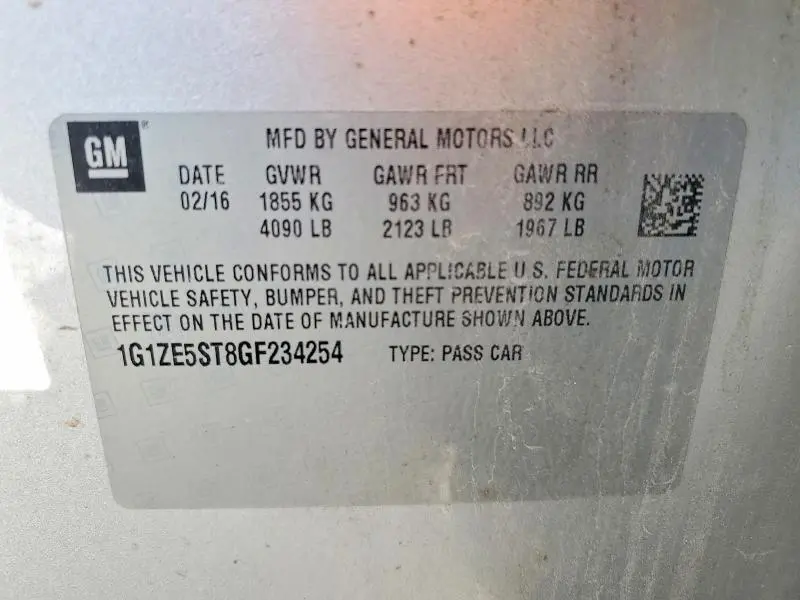 GM
MFD BY GENERAL MOTORS LLC
DATE GVWR GAWR FRT GAWR RR
02/16 1855 KG 963 KG 892 KG
4090 LB 2123 LB 1967 LB
THIS VEHICLE CONFORMS TO ALL APPLICABLE U.S. FEDERAL MOTOR
VEHICLE SAFETY, BUMPER, AND THEFT PREVENTION STANDARDS IN
EFFECT ON THE DATE OF MANUFACTURE SHOWN ABOVE.
1G1ZE5ST8GF234254 TYPE: PASS CAR